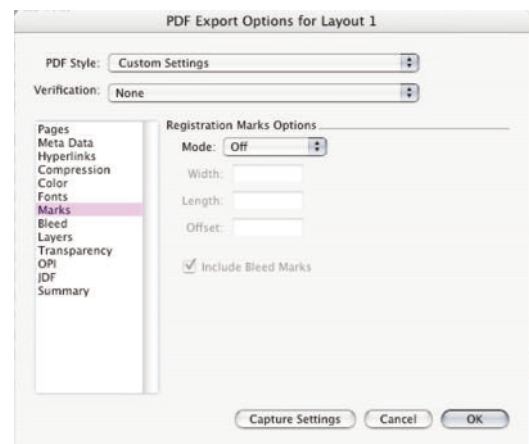 PDF Export Options for Layout 1
PDF Style: Custom Settings
Verification: None
Pages
Meta Data
Hyperlinks
Compression
Color
Fonts
Marks
Bleed
Layers
Transparency
OPI
JDF
Summary
Registration Marks Options
Mode: Off
Width:
Length:
Offset:
Include Bleed Marks
Capture Settings Cancel OK